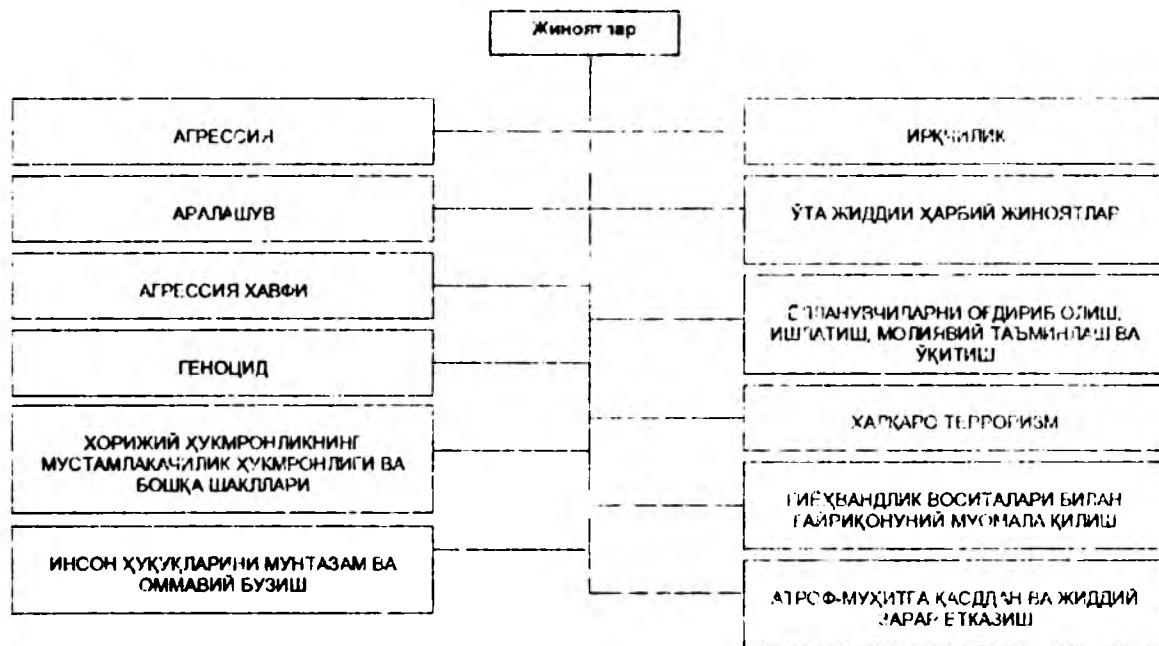 Жиноятлар
АГРЕССИЯ
АРАЛАШУВ
АГРЕССИЯ ХАВФИ
ГЕНОЦИД
ХОРИЖИЙ ҲУКМРОНЛИКНИНГ
МУСТАМЛАКАЧИЛИК ҲУКМРОНЛИГИ ВА
БОШҚА ШАКЛЛАРИ
ИНСОН ҲУҚУҚЛАРИНИ МУНТАЗАМ ВА
ОММАВИЙ БУЗИШ
ИРҚЧИЛИК
ЎТА ЖИДДИЙ ҲАРБИЙ ЖИНОЯТЛАР
ОҒДИРИБ ОЛИШ,
ИШЛАТИШ, МОЛИЯВИЙ ТАЪМИНЛАШ ВА
ЎҚИТИШ
ХАЛҚАРО ТЕРРОРИЗМ
ГИЁҲВАНДЛИК ВОСИТАЛАРИ БИЛАН
ҒАЙРИҚОНУНИЙ МУОМАЛА ҚИЛИШ
АТРОФ-МУҲИТГА ҚАСДДАН ВА ЖИДДИЙ
ЗАРАР ЕТКАЗИШ